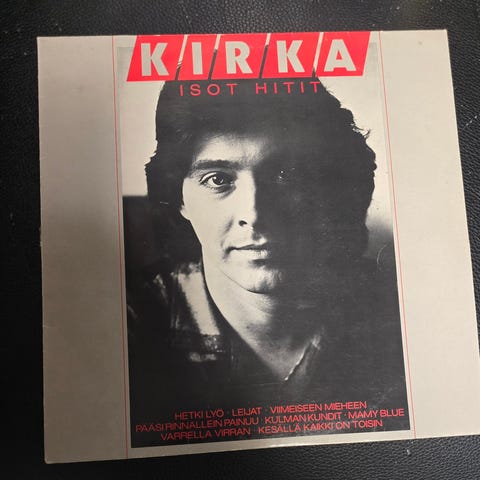 KIRKA
ISOT HITIT
HETKI LYÖ · LEIJAT · VIIMEISEEN MIEHEEN
PÄÄSI RINNALLEIN PAINUU · KULMAN KUNDIT · MAMY BLUE
VARRELLA VIRRAN · KESÄLLÄ KAIKKI ON TOISIN